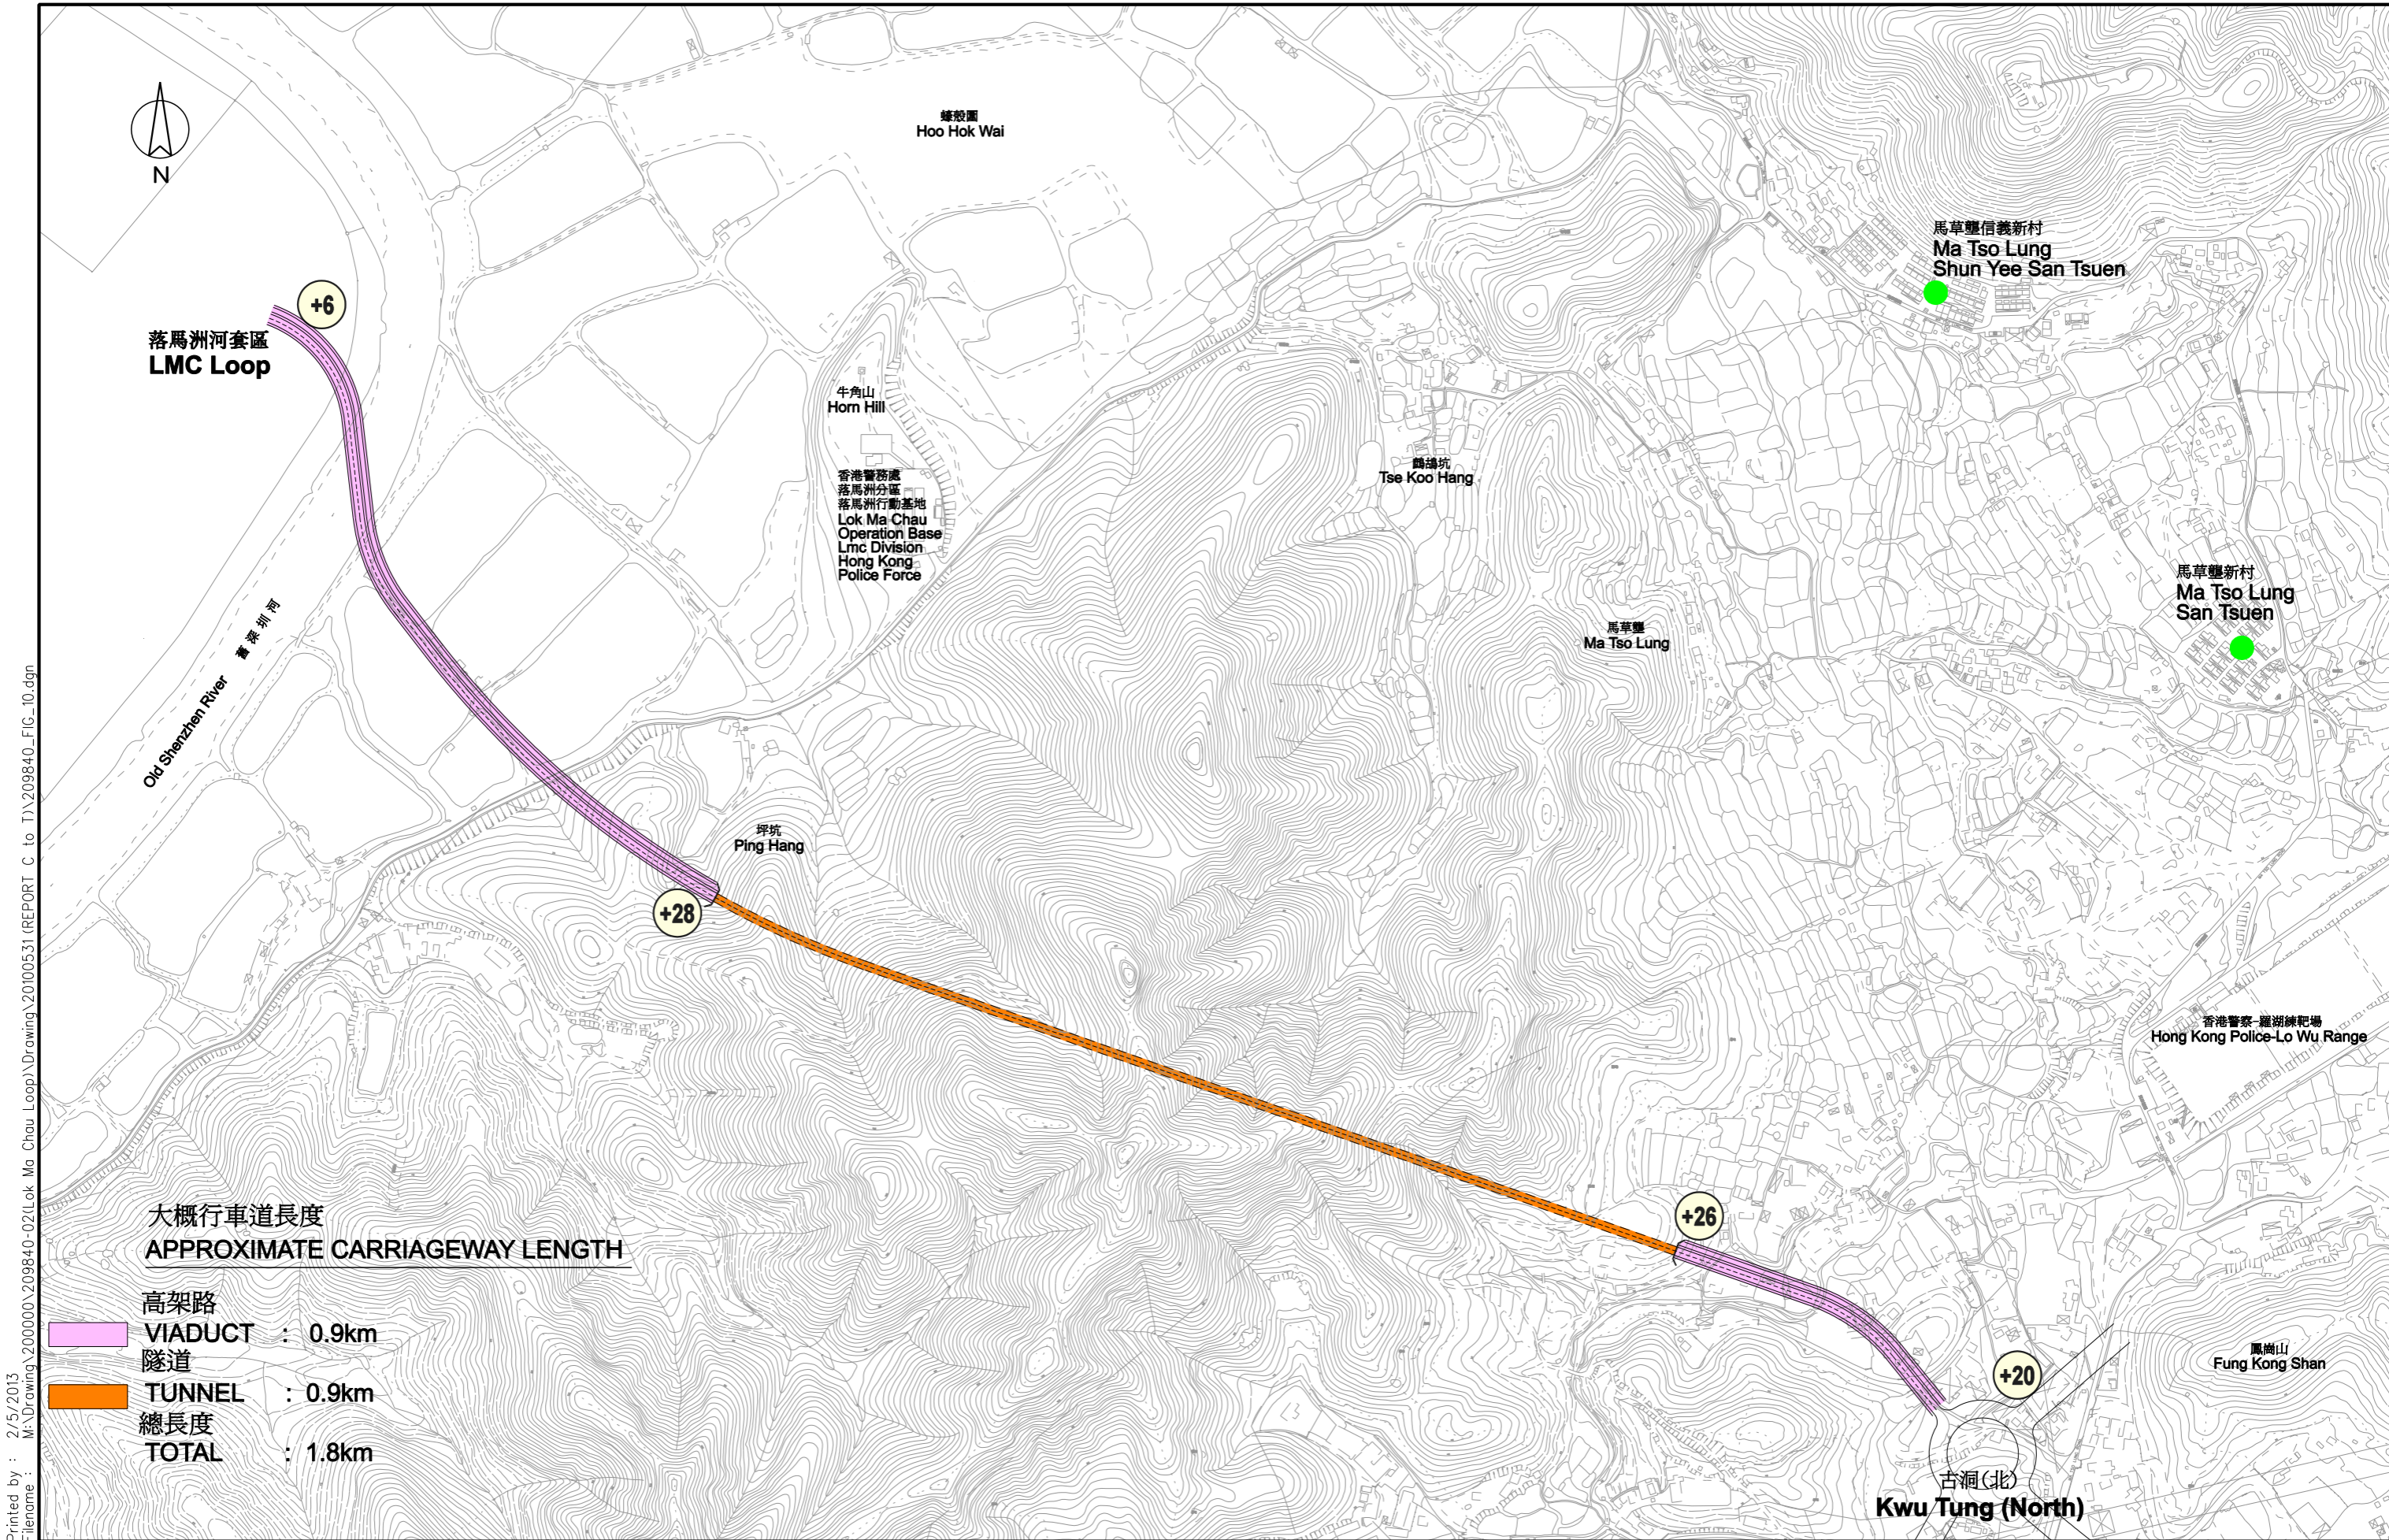 蠔殼圍
Hoo Hok Wai
N
馬草壟信義新村
Ma Tso Lung
Shun Yee San Tsuen
+6
落馬洲河套區
LMC Loop
牛角山
Horn Hill
香港警務處
落馬洲分區
落馬洲行動基地
Lok Ma Chau
Operation Base
Lmc Division
Hong Kong
Police Force
鷓鴣坑
Tse Koo Hang
馬草壟新村
Ma Tso Lung
San Tsuen
馬草壟
Ma Tso Lung
舊深圳河
Old Shenzhen River
坪坑
Ping Hang
+28
香港警察-羅湖練靶場
Hong Kong Police-Lo Wu Range
+26
大概行車道長度
APPROXIMATE CARRIAGEWAY LENGTH
高架路
VIADUCT : 0.9km
隧道
TUNNEL : 0.9km
總長度
TOTAL : 1.8km
鳳崗山
Fung Kong Shan
+20
古洞(北)
Kwu Tung (North)
Printed by : 2/5/2013
Filename : M:\Drawing\200000\209840-02(Lok Ma Chau Loop)\Drawing\20100531 (REPORT C to T)\209840_FIG_10.dgn